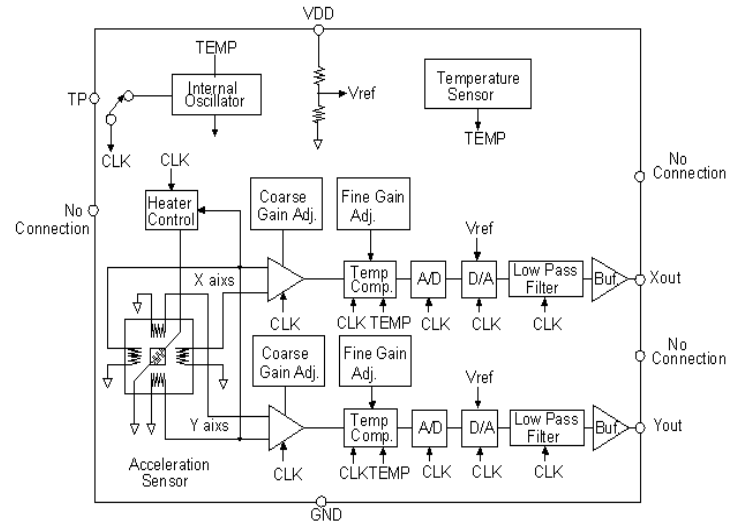 VDD
TEMP
Internal
Oscillator
TP
CLK
Vref
Temperature
Sensor
TEMP
No
Connection
CLK
Heater
Control
No
Connection
Coarse
Gain Adj.
Fine Gain
Adj.
X aixs
Temp
Comp.
A/D
Vref
D/A
Low Pass
Filter
Buf
Xout
CLK
CLK
TEMP
CLK
CLK
CLK
No
Connection
Coarse
Gain Adj.
Fine Gain
Adj.
Y aixs
Temp
Comp.
A/D
Vref
D/A
Low Pass
Filter
Buf
Yout
CLK
CLK
TEMP
CLK
CLK
CLK
Acceleration
Sensor
GND